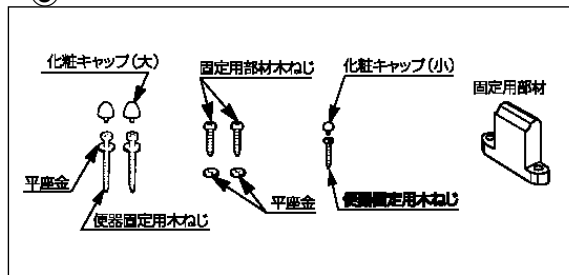 化粧キャップ(大)
固定用部材木ねじ
化粧キャップ(小)
固定用部材
平座金
便器固定用木ねじ
平座金
便器固定用木ねじ